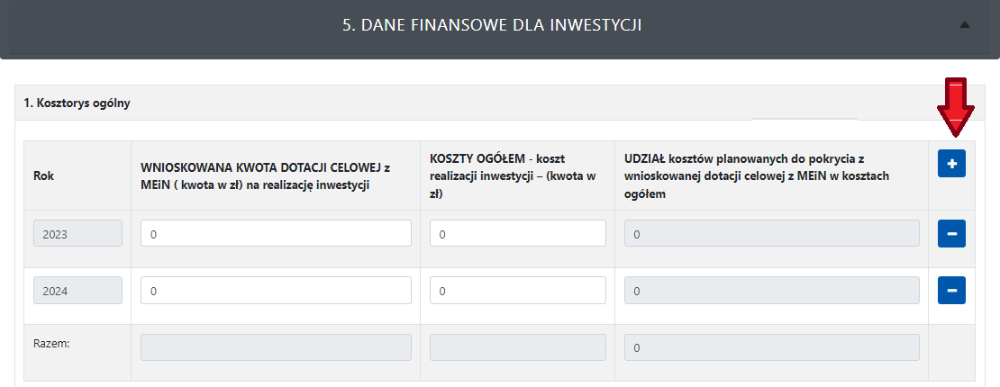 5. DANE FINANSOWE DLA INWESTYCJI
1. Kosztorys ogólny
Rok
WNIOSKOWANA KWOTA DOTACJI CELOWEJ z
MEiN ( kwota w zł) na realizację inwestycji
KOSZTY OGÓŁEM - koszt
realizacji inwestycji – (kwota w
zł)
UDZIAŁ kosztów planowanych do pokrycia z
wnioskowanej dotacji celowej z MEiN w kosztach
ogółem
2023 0 0 0
2024 0 0 0
Razem: 0